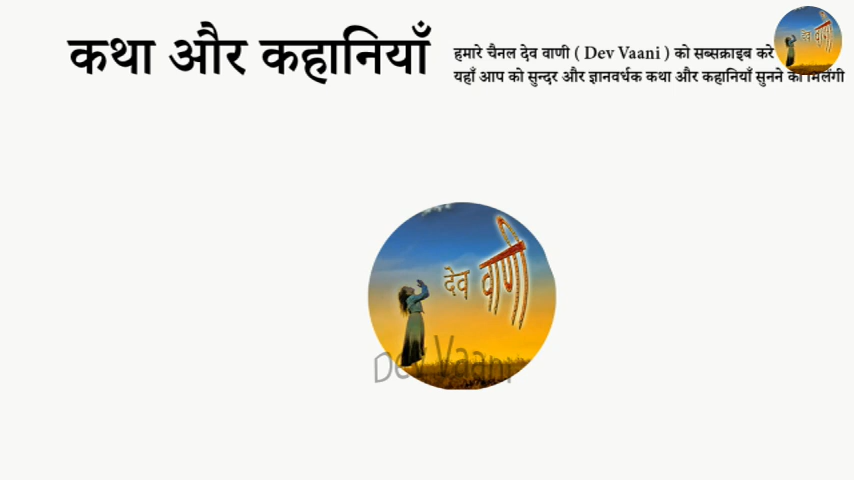 कथा और कहानियाँ
हमारे चैनल देव वाणी ( Dev Vaani ) को सब्सक्राइब करे
यहाँ आप को सुन्दर और ज्ञानवर्धक कथा और कहानियाँ सुनने को मिलेंगी
देव वाणी
देव वाणी
Dev Vaani